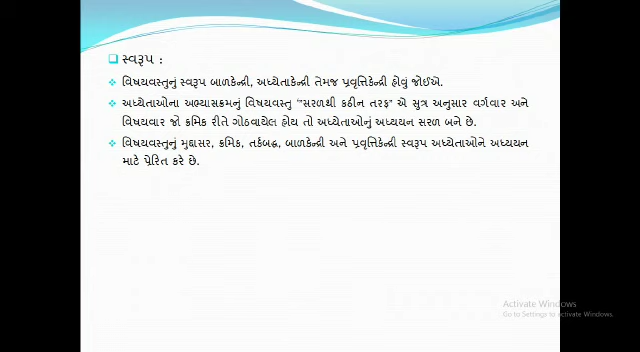 સ્વરૂપ :
વિષયવસ્તુનું સ્વરૂપ બાળકેન્દ્રી, અધ્યેતાકેન્દ્રી તેમજ પ્રવૃત્તિકેન્દ્રી હોવું જોઈએ.
અધ્યેતાઓના અભ્યાસક્રમનું વિષયવસ્તુ "સરળથી કઠીન તરફ" એ સુત્ર અનુસાર વર્ગવાર અને
વિષયવાર જો ક્રમિક રીતે ગોઠવાયેલ હોય તો અધ્યેતાઓનું અધ્યયન સરળ બને છે.
વિષયવસ્તુનું મુદ્દાસર, ક્રમિક, તર્કબદ્ધ, બાળકેન્દ્રી અને પ્રવૃત્તિકેન્દ્રી સ્વરૂપ અધ્યેતાઓને અધ્યયન
માટે પ્રેરિત કરે છે.
Activate Windows
Go to Settings to activate Windows.